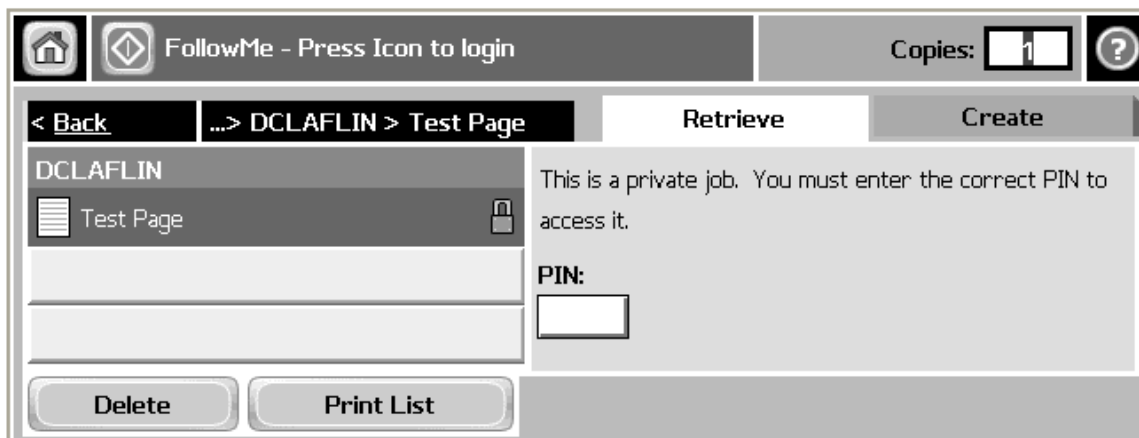 FollowMe - Press Icon to login
Copies: 1
?
< Back
...> DCLAFLIN > Test Page
Retrieve
Create
DCLAFLIN
Test Page
This is a private job. You must enter the correct PIN to
access it.
PIN:
Delete
Print List